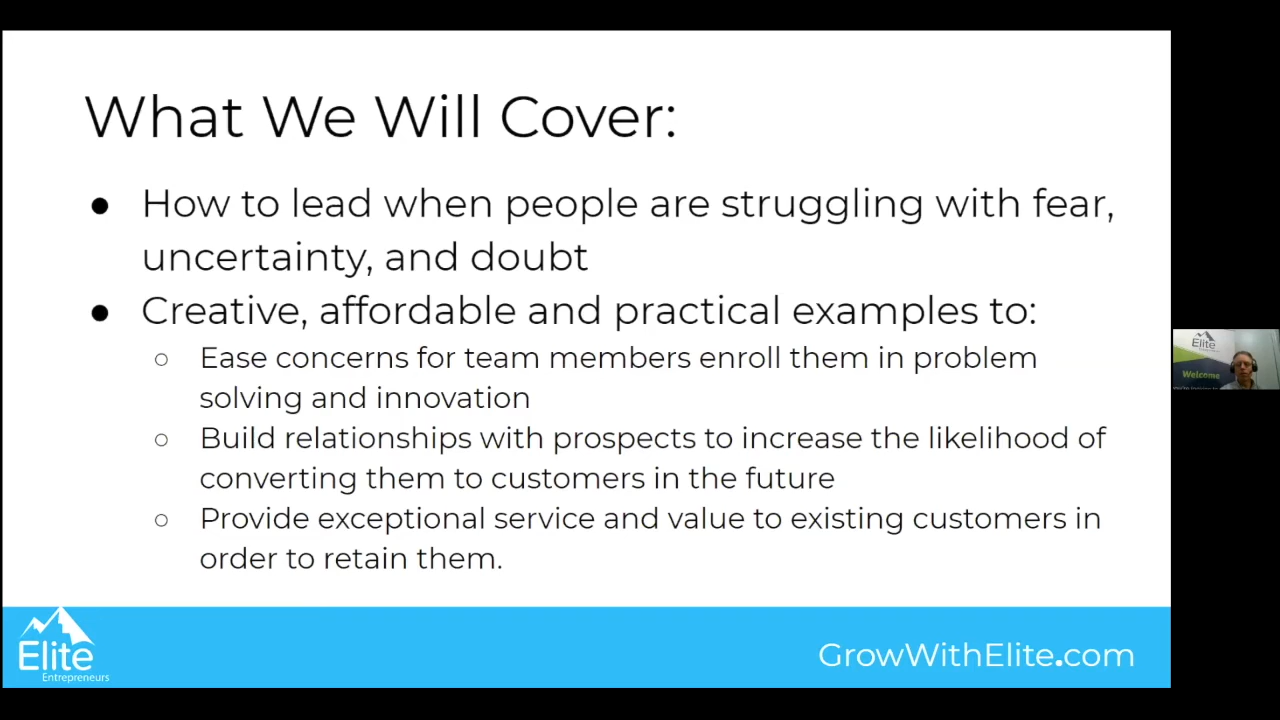 What We Will Cover:
● How to lead when people are struggling with fear,
uncertainty, and doubt
● Creative, affordable and practical examples to:
○ Ease concerns for team members enroll them in problem
solving and innovation
○ Build relationships with prospects to increase the likelihood of
converting them to customers in the future
○ Provide exceptional service and value to existing customers in
order to retain them.
Elite
Entrepreneurs
GrowWithElite.com
Elite
Welcome